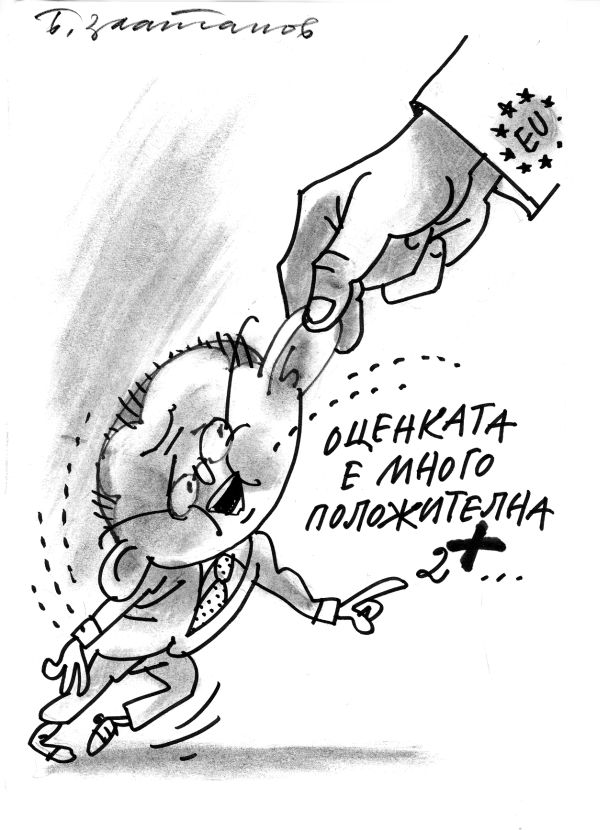 Б. Златанов
EU
ОЦЕНКАТА
Е МНОГО
ПОЛОЖИТЕЛНА
2+...